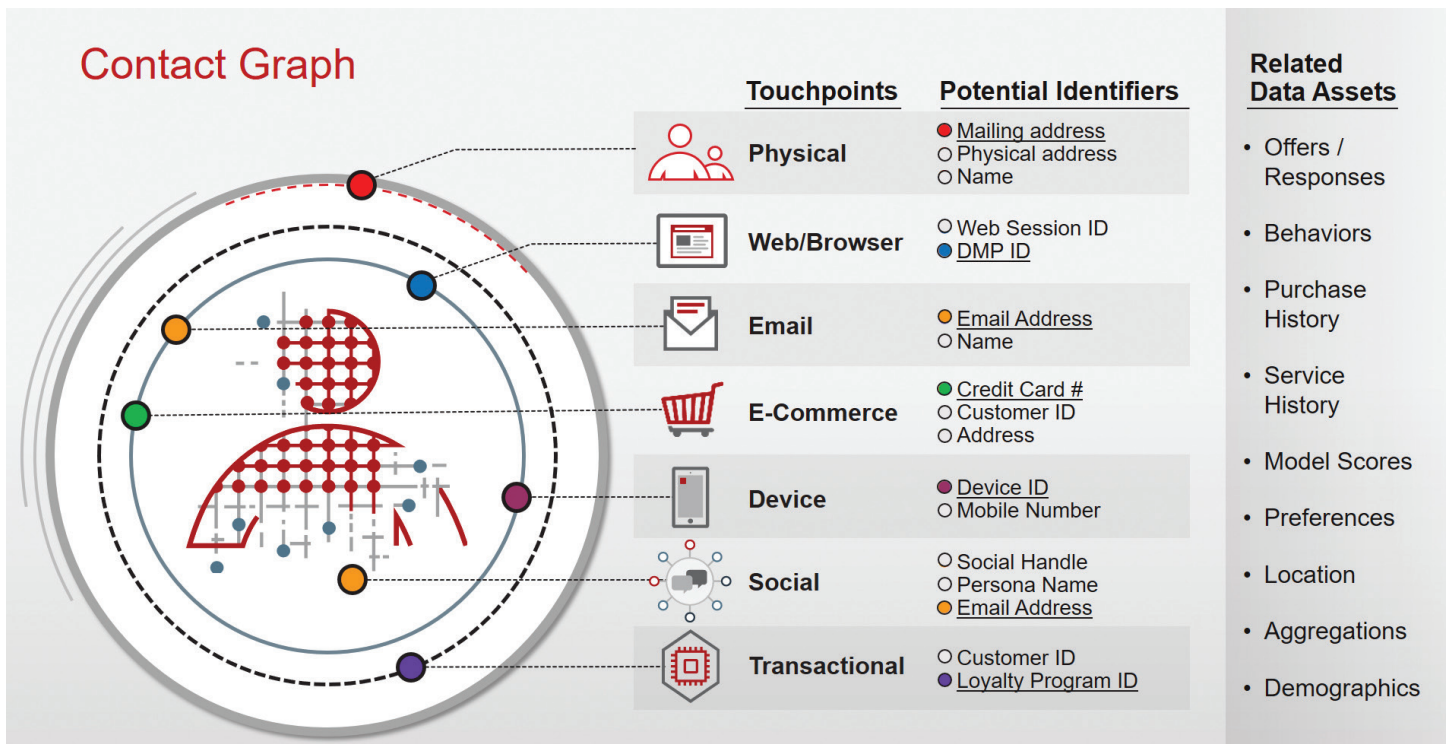 Contact Graph
Touchpoints
Potential Identifiers
Physical
Mailing address
Physical address
Name
Web/Browser
Web Session ID
DMP ID
Email
Email Address
Name
E-Commerce
Credit Card #
Customer ID
Address
Device
Device ID
Mobile Number
Social
Social Handle
Persona Name
Email Address
Transactional
Customer ID
Loyalty Program ID
Related
Data Assets
• Offers /
Responses
• Behaviors
• Purchase
History
• Service
History
• Model Scores
• Preferences
• Location
• Aggregations
• Demographics